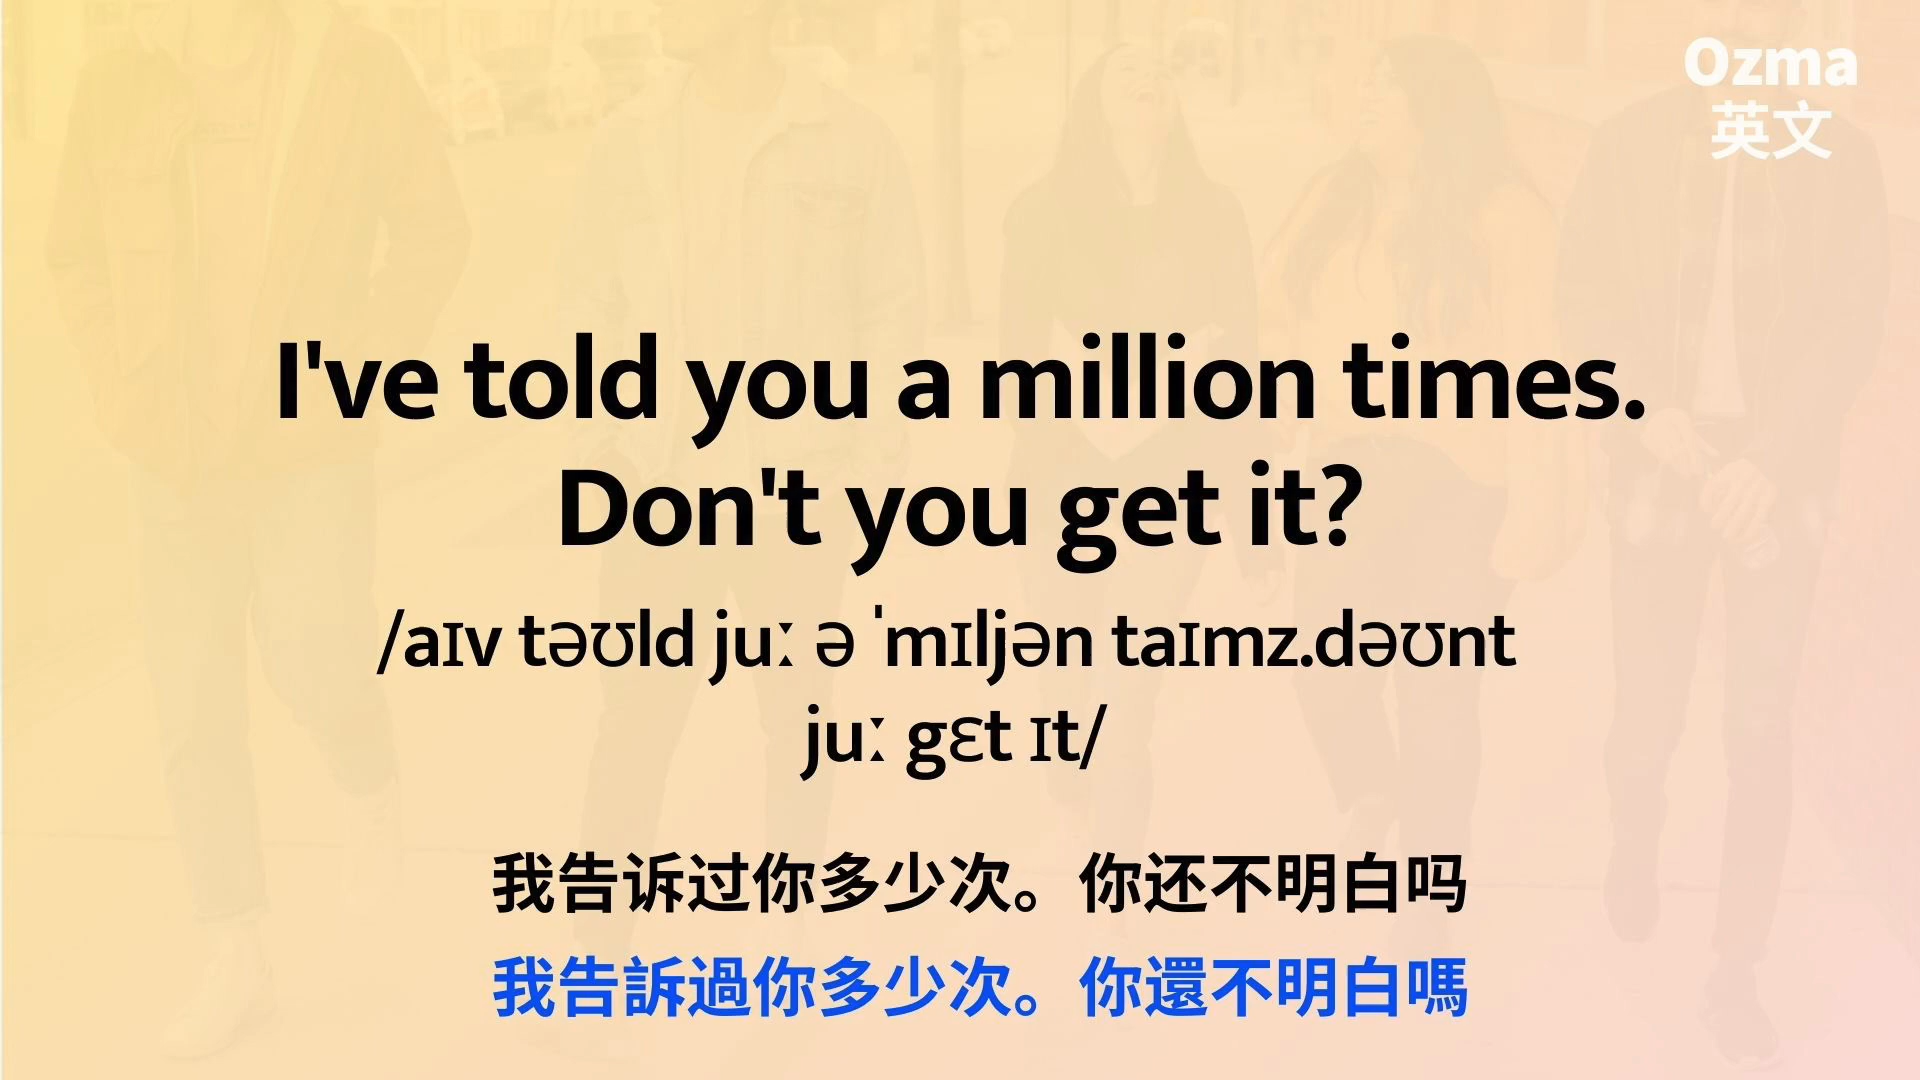 Ozma
英文
I've told you a million times.
Don't you get it?
/aɪv təʊld juː ə ˈmɪljən taɪmz.dəʊnt
juː gɛt ɪt/
我告诉过你多少次。你还不明白吗
我告訴過你多少次。你還不明白嗎